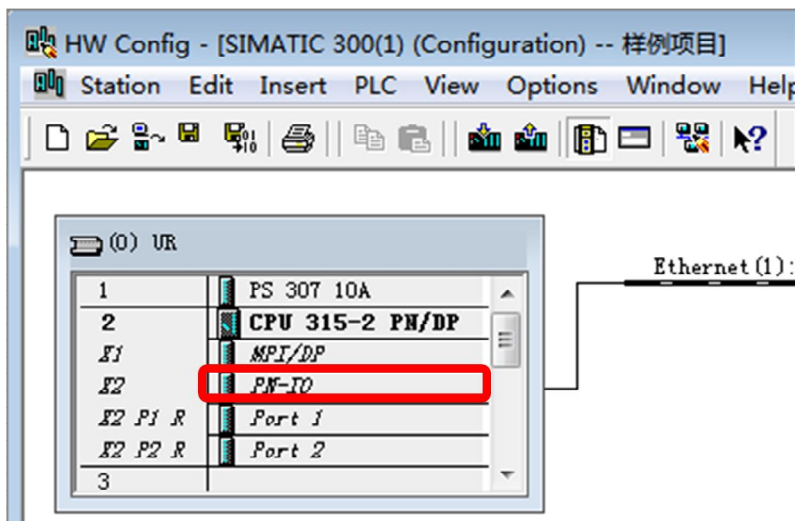 HW Config - [SIMATIC 300(1) (Configuration) -- 样例项目]
Station Edit Insert PLC View Options Window Help
(0) UR
Ethernet(1):
1 PS 307 10A
2 CPU 315-2 PN/DP
X1 MPI/DP
X2 PN-IO
X2 P1 R Port 1
X2 P2 R Port 2
3